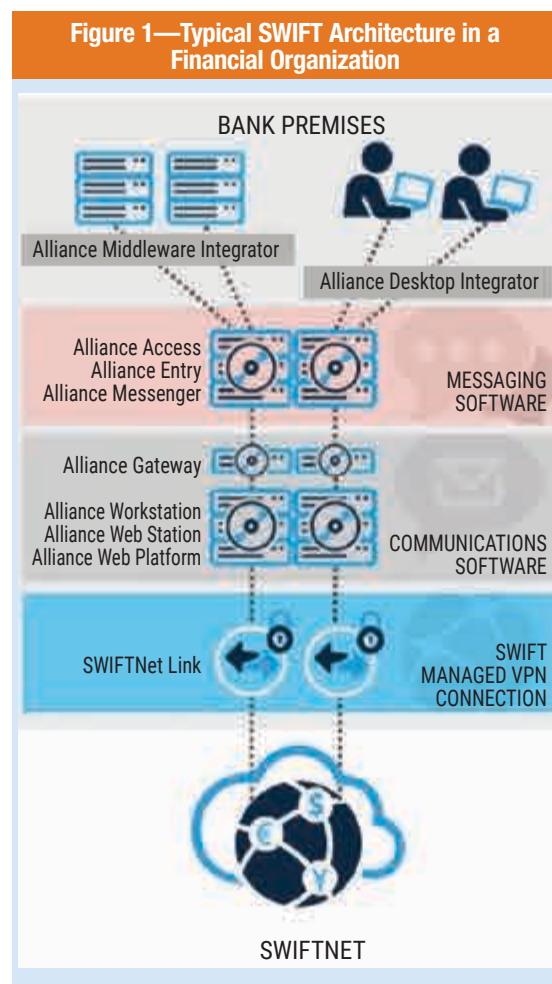 Figure 1—Typical SWIFT Architecture in a
Financial Organization
BANK PREMISES
Alliance Middleware Integrator
Alliance Desktop Integrator
Alliance Access
Alliance Entry
Alliance Messenger
MESSAGING
SOFTWARE
Alliance Gateway
Alliance Workstation
Alliance Web Station
Alliance Web Platform
COMMUNICATIONS
SOFTWARE
SWIFTNet Link
SWIFT
MANAGED VPN
CONNECTION
$
€
Y
SWIFTNET